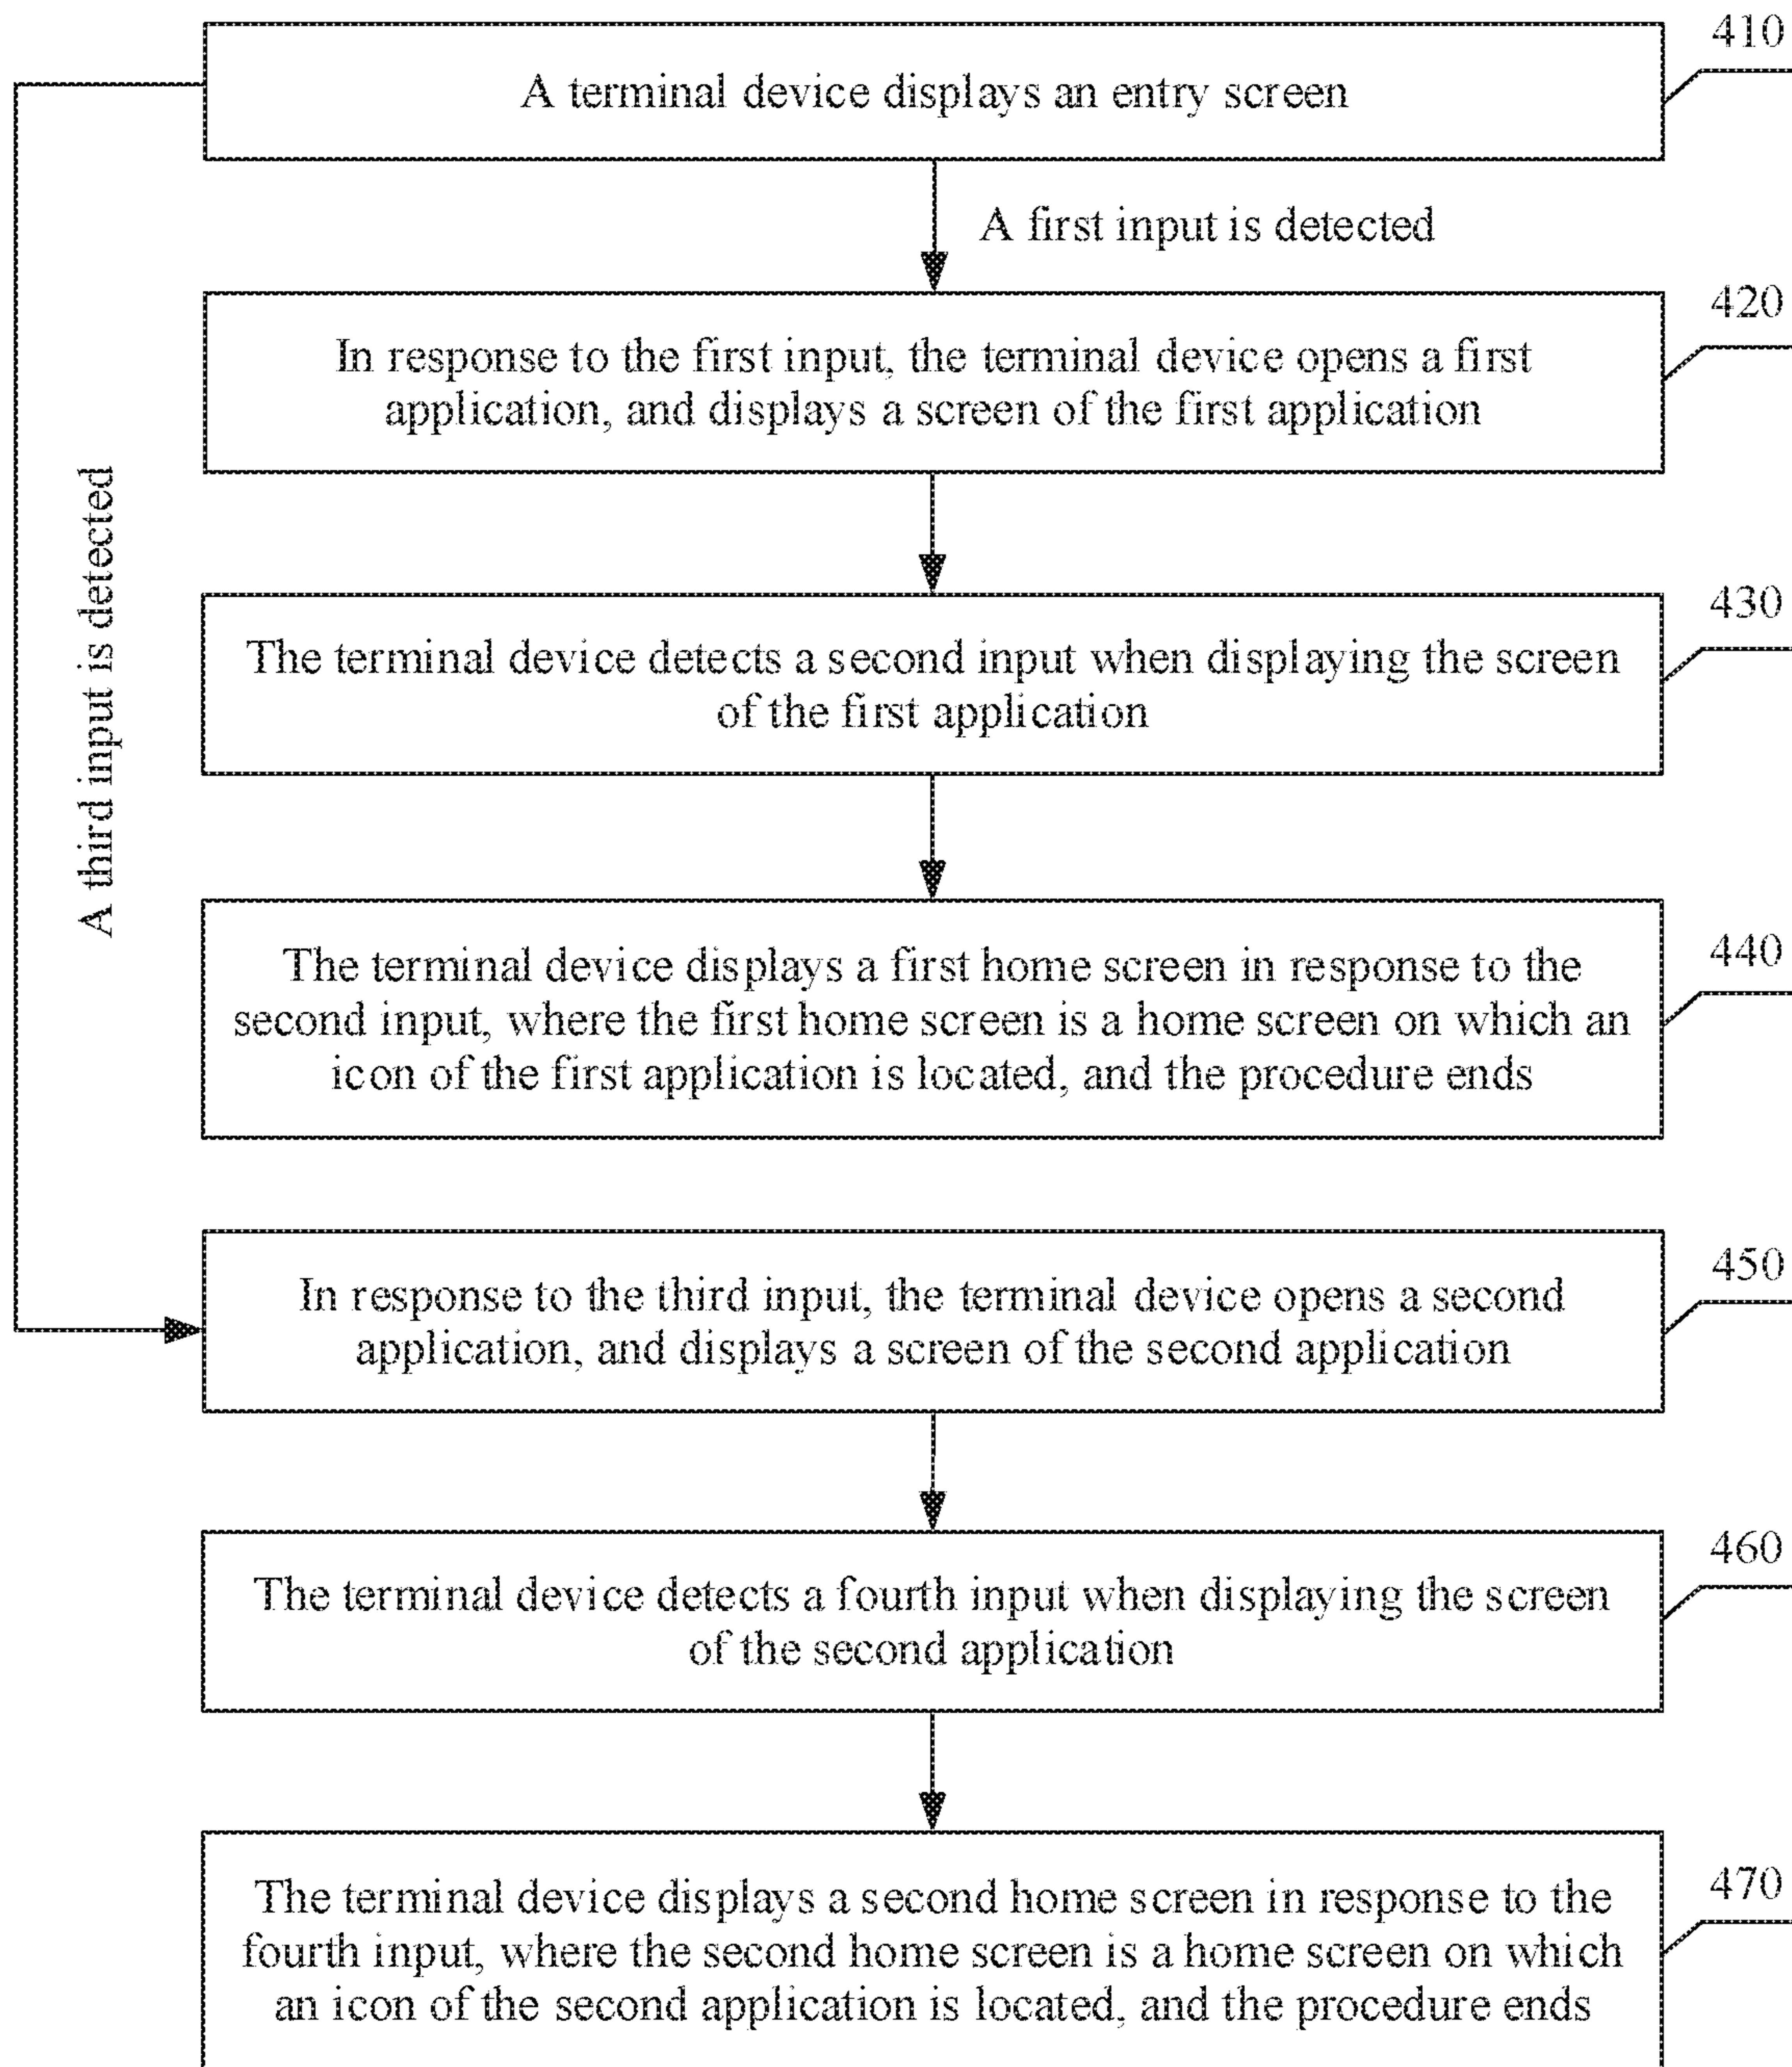 410
A terminal device displays an entry screen
A first input is detected
420
In response to the first input, the terminal device opens a first
application, and displays a screen of the first application
A third input is detected
430
The terminal device detects a second input when displaying the screen
of the first application
440
The terminal device displays a first home screen in response to the
second input, where the first home screen is a home screen on which an
icon of the first application is located, and the procedure ends
450
In response to the third input, the terminal device opens a second
application, and displays a screen of the second application
460
The terminal device detects a fourth input when displaying the screen
of the second application
470
The terminal device displays a second home screen in response to the
fourth input, where the second home screen is a home screen on which
an icon of the second application is located, and the procedure ends